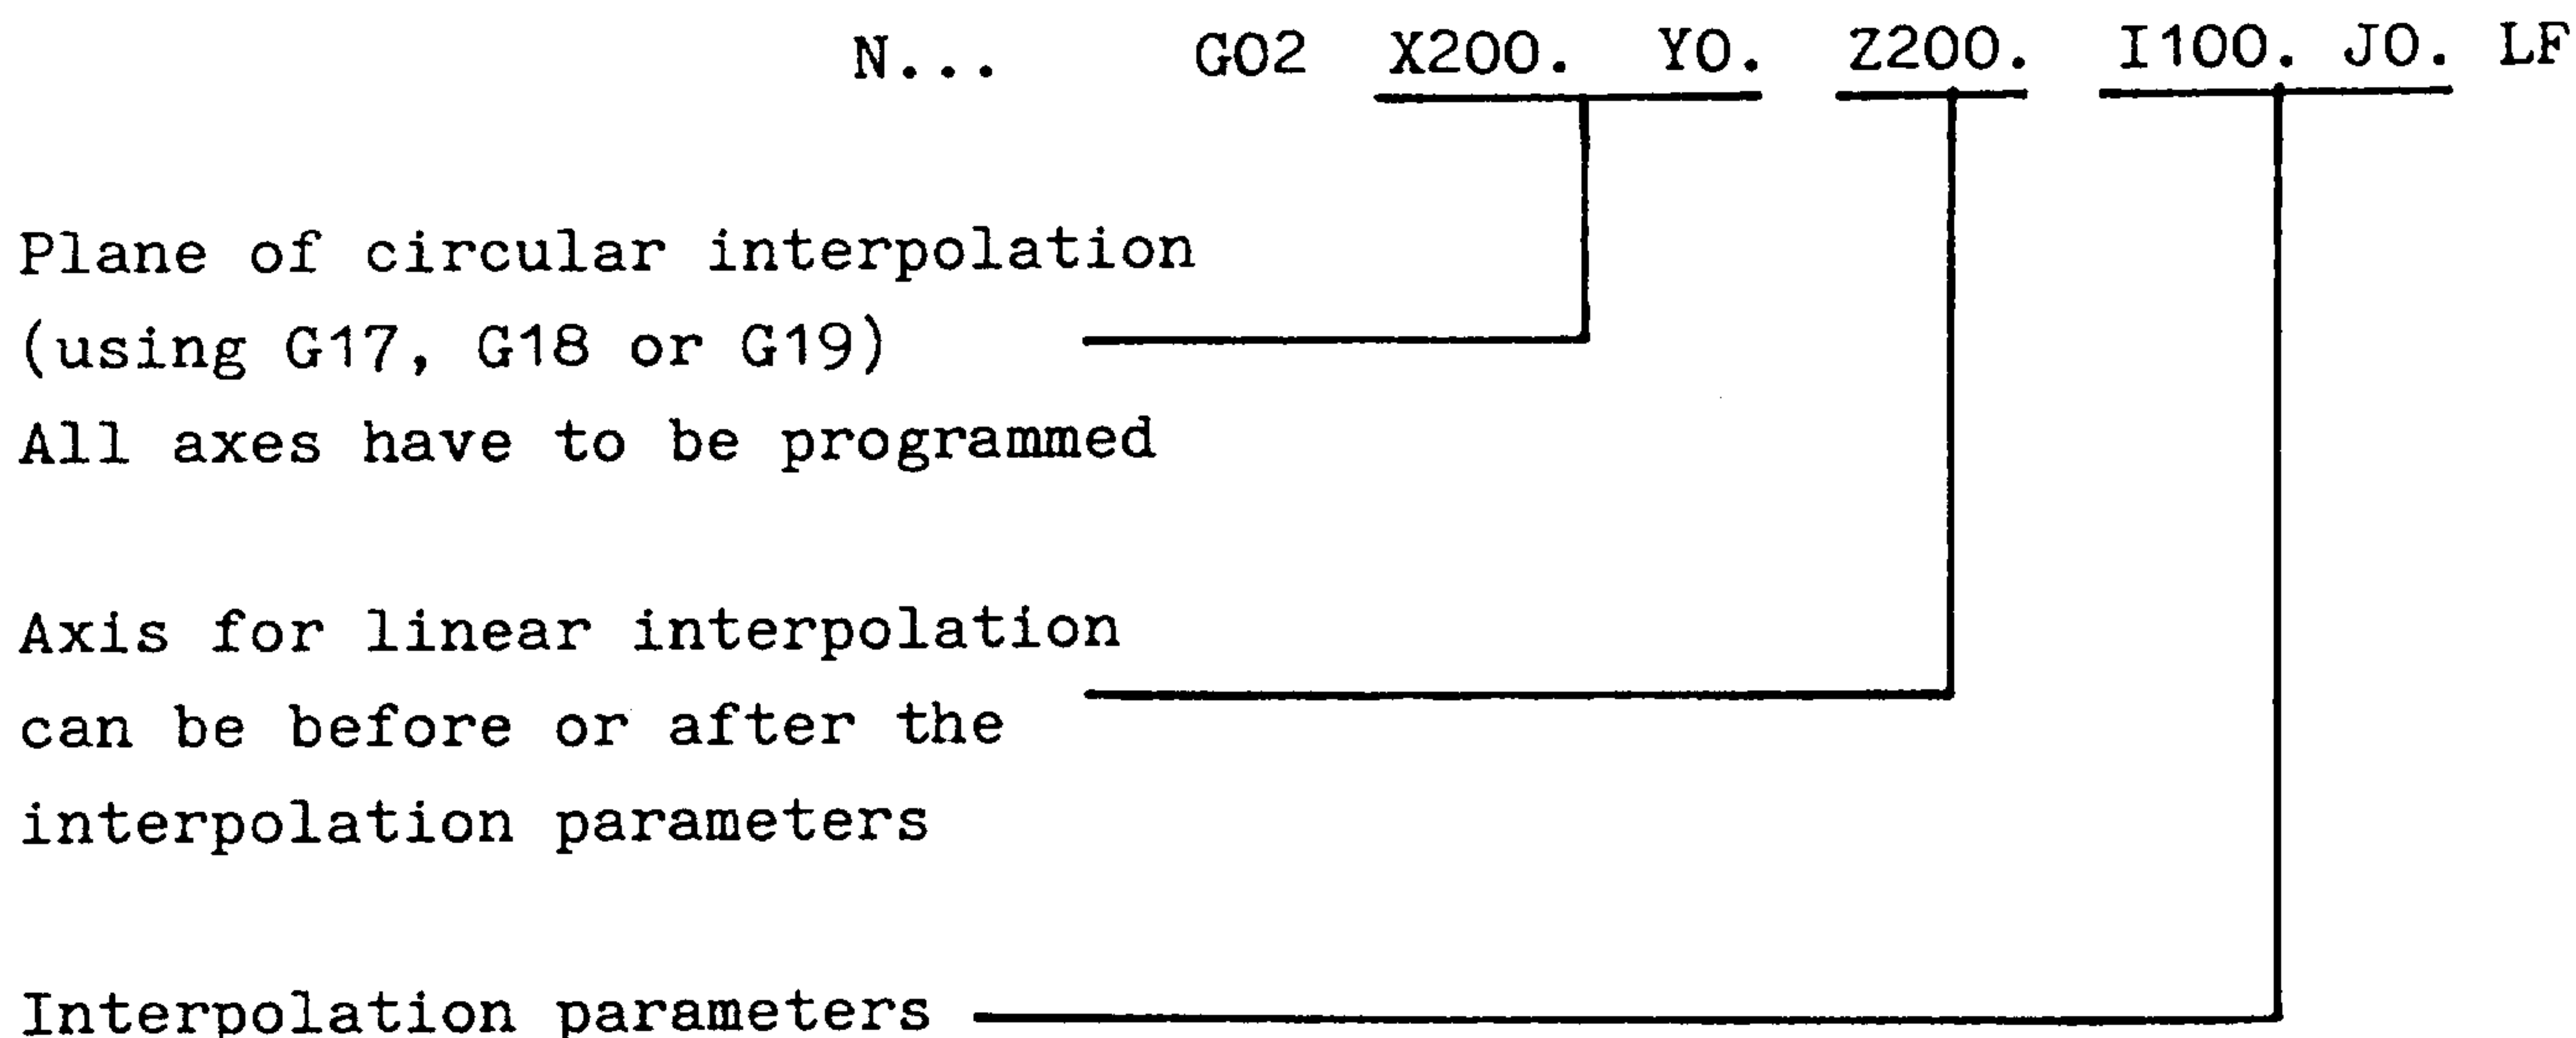 N... G02 X200. Y0. Z200. I100. J0. LF
Plane of circular interpolation
(using G17, G18 or G19)
All axes have to be programmed
Axis for linear interpolation
can be before or after the
interpolation parameters
Interpolation parameters